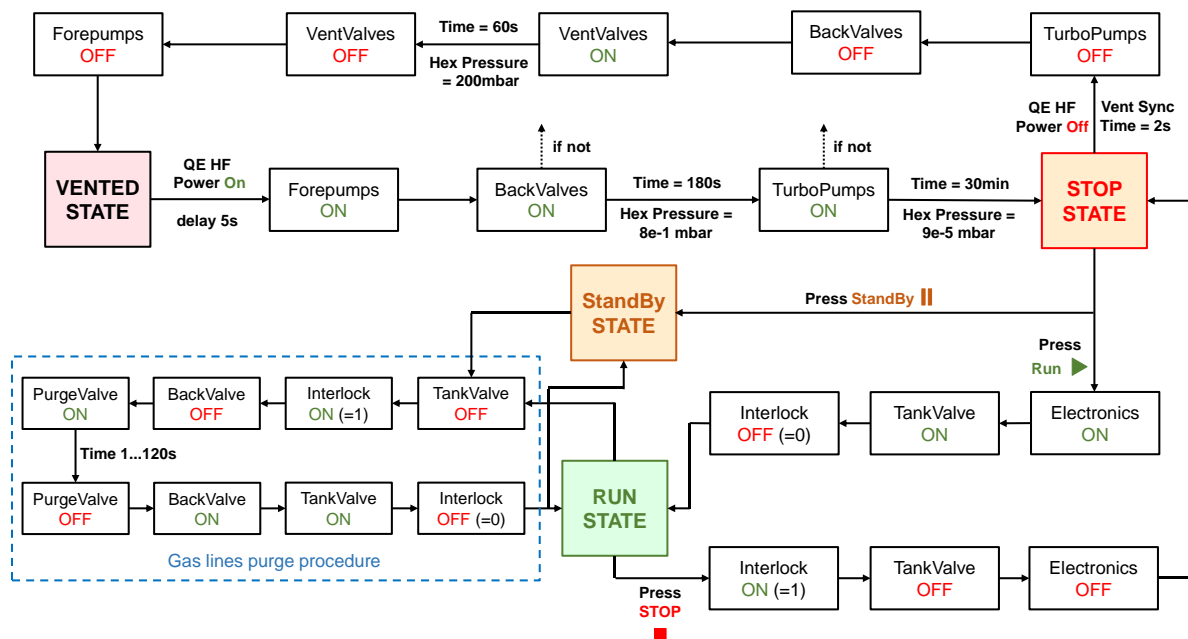 Forepumps
OFF
VentValves
OFF
Time = 60s
Hex Pressure
= 200mbar
VentValves
ON
BackValves
OFF
TurboPumps
OFF
QE HF
Power Off
Vent Sync
Time = 2s
VENTED
STATE
QE HF
Power On
delay 5s
Forepumps
ON
if not
BackValves
ON
Time = 180s
Hex Pressure =
8e-1 mbar
if not
TurboPumps
ON
Time = 30min
Hex Pressure =
9e-5 mbar
STOP
STATE
StandBy
STATE
Press StandBy
Press
Run
PurgeValve
ON
BackValve
OFF
Interlock
ON (=1)
TankValve
OFF
Interlock
OFF (=0)
TankValve
ON
Electronics
ON
Time 1...120s
PurgeValve
OFF
BackValve
ON
TankValve
ON
Interlock
OFF (=0)
RUN
STATE
Gas lines purge procedure
Press
STOP
Interlock
ON (=1)
TankValve
OFF
Electronics
OFF